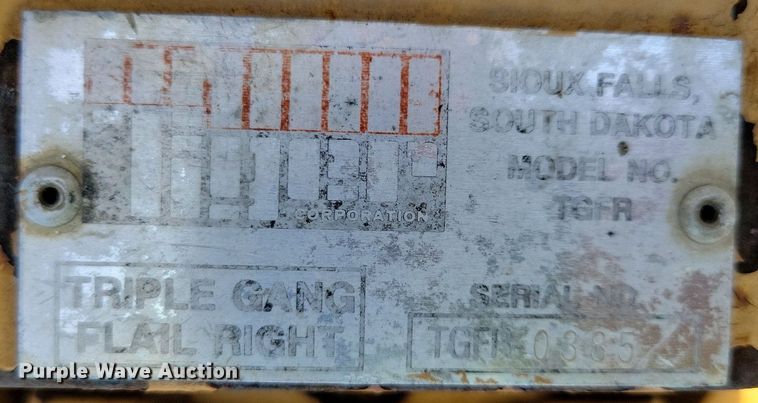 CORPORATION
SIOUX FALLS,
SOUTH DAKOTA
MODEL NO.
TGFR
TRIPLE GANG
FLAIL RIGHT
SERIAL NO.
Purple Wave Auction